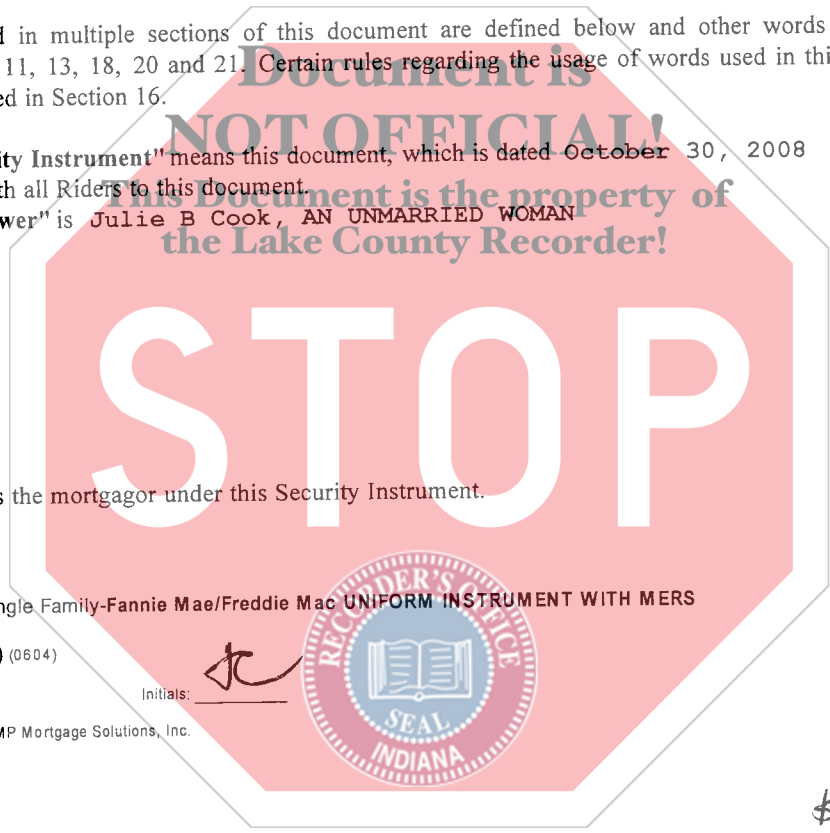 in multiple sections of this document are defined below and other words
11, 13, 18, 20 and 21. Certain rules regarding the usage of words used in thi
ed in Section 16.
Document is
NOT OFFICIAL!
This Document is the property of
the Lake County Recorder!
ity Instrument" means this document, which is dated October 30, 2008
th all Riders to this document.
wer" is Julie B Cook, AN UNMARRIED WOMAN
STOP
s the mortgagor under this Security Instrument.
ngle Family-Fannie Mae/Freddie Mac UNIFORM INSTRUMENT WITH MERS
) (0604)
Initials: JC
MP Mortgage Solutions, Inc.
RECORDER'S OFFICE
SEAL
INDIANA